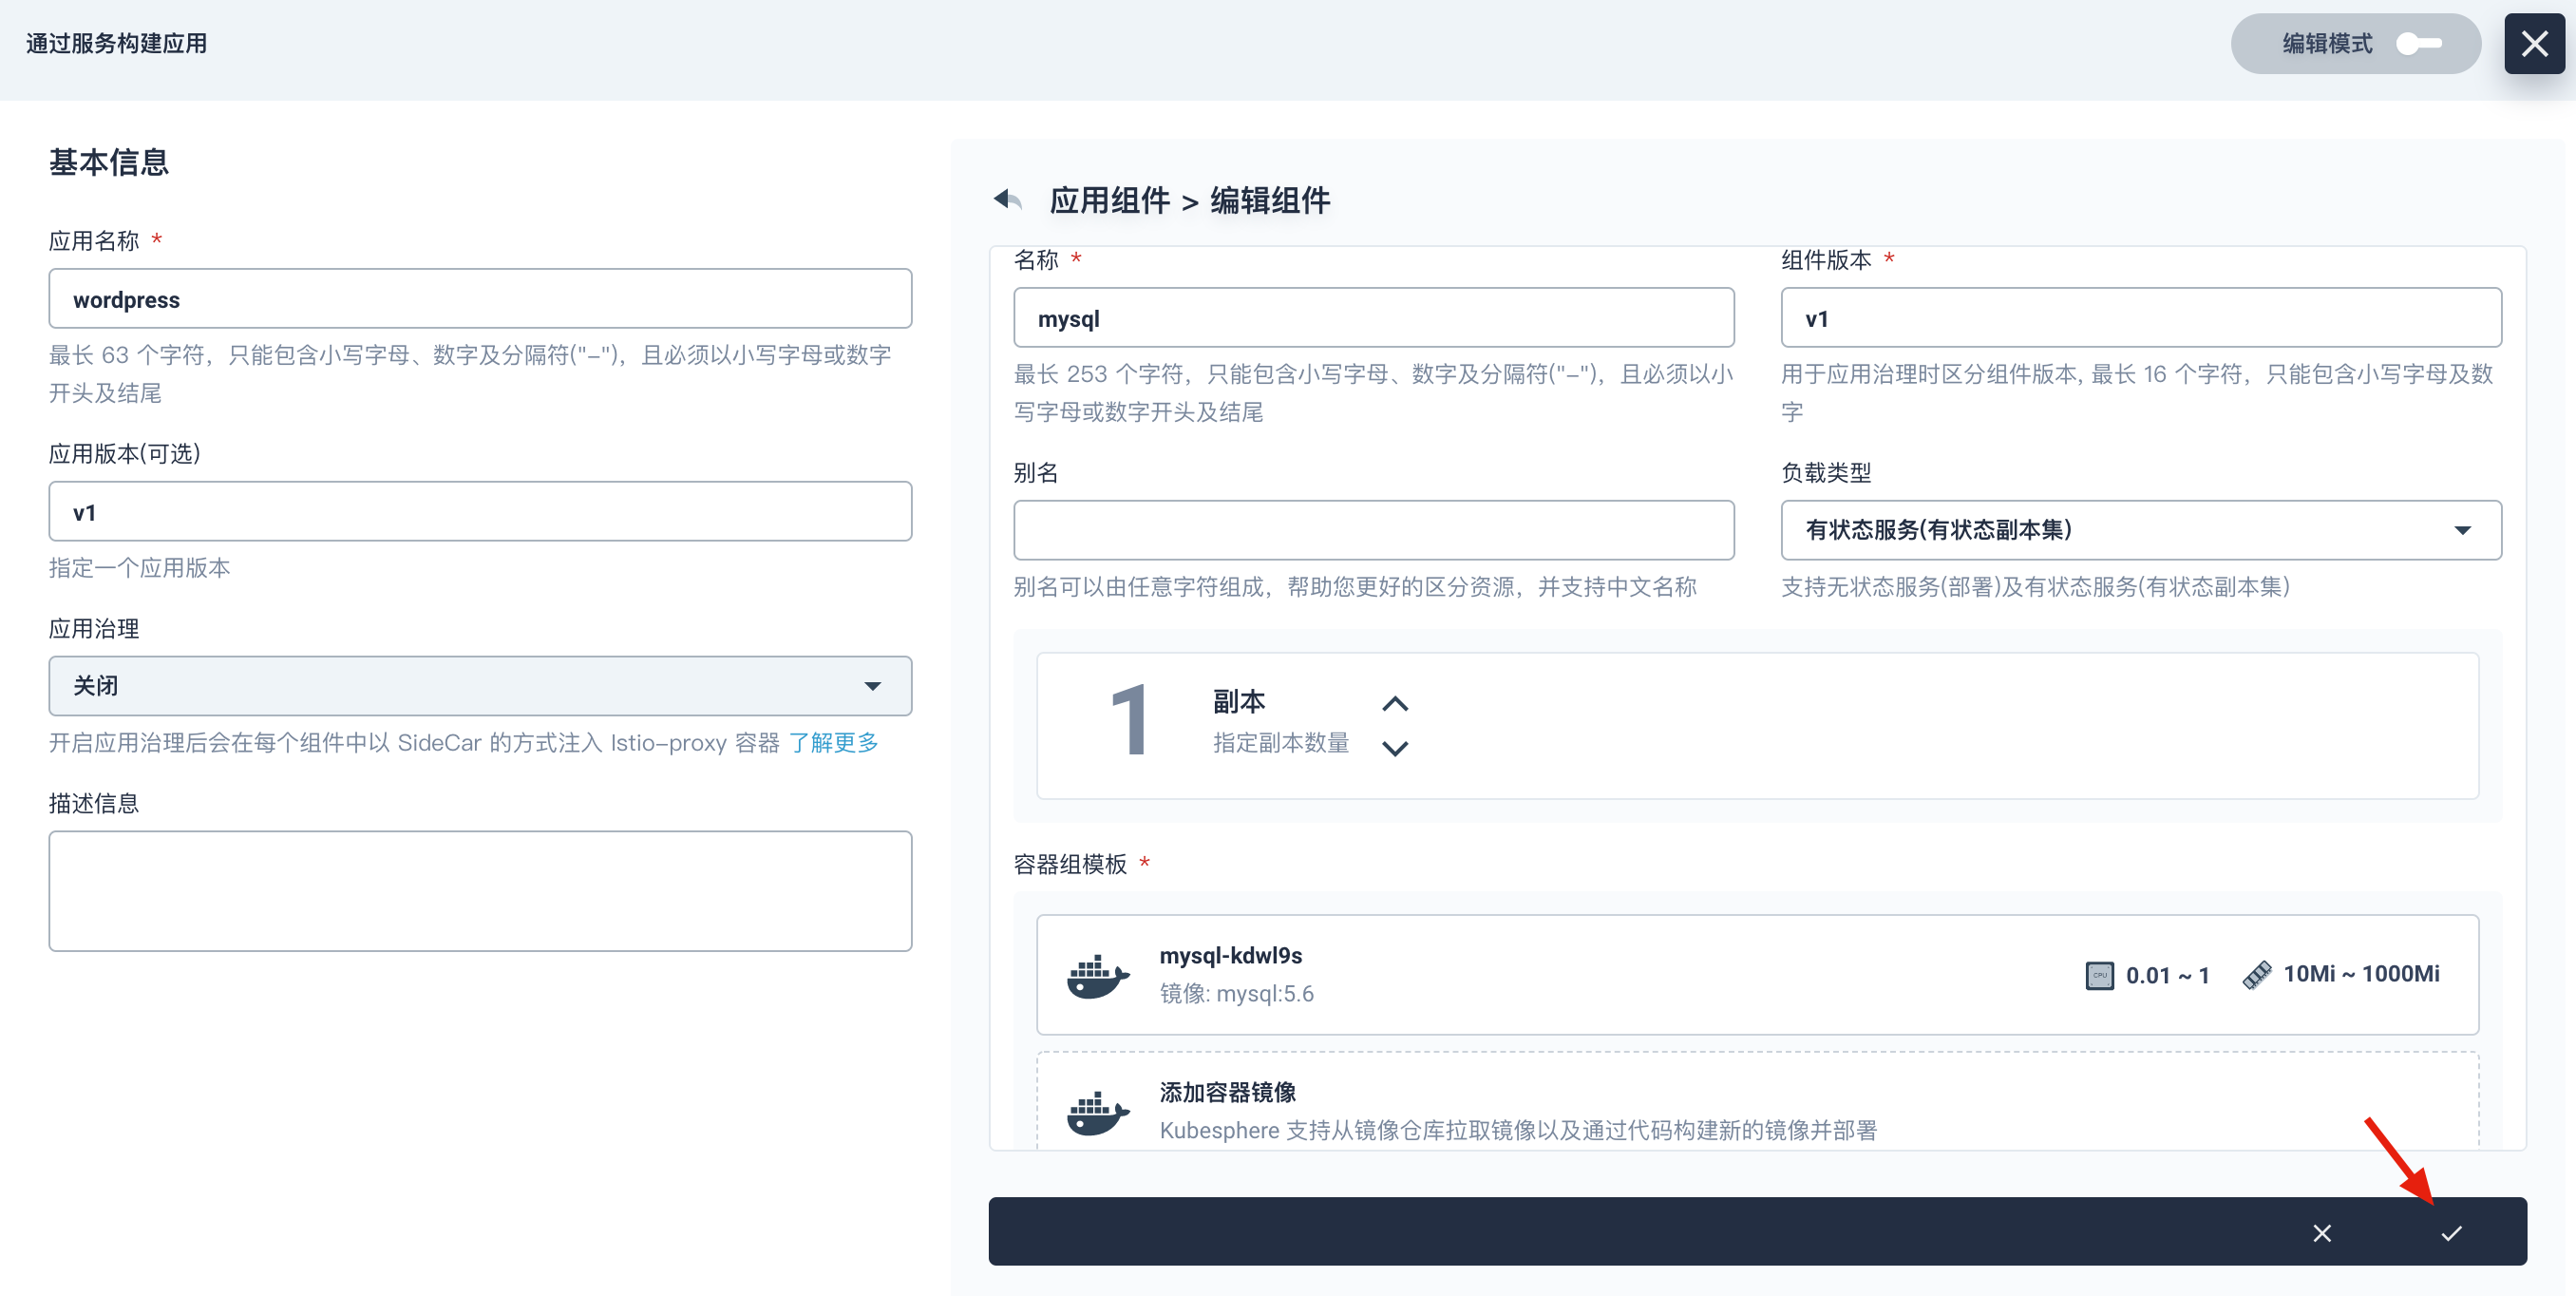 通过服务构建应用
编辑模式
基本信息
应用名称 *
wordpress
最长 63 个字符，只能包含小写字母、数字及分隔符("-")，且必须以小写字母或数字
开头及结尾
应用版本(可选)
v1
指定一个应用版本
应用治理
关闭
开启应用治理后会在每个组件中以 SideCar 的方式注入 Istio-proxy 容器 了解更多
描述信息
应用组件 > 编辑组件
名称 *
mysql
最长 253 个字符，只能包含小写字母、数字及分隔符("-")，且必须以小
写字母或数字开头及结尾
组件版本 *
v1
用于应用治理时区分组件版本, 最长 16 个字符，只能包含小写字母及数
字
别名
别名可以由任意字符组成，帮助您更好的区分资源，并支持中文名称
负载类型
有状态服务(有状态副本集)
支持无状态服务(部署)及有状态服务(有状态副本集)
1
副本
指定副本数量
容器组模板 *
mysql-kdwl9s
镜像: mysql:5.6
CPU
0.01 ~ 1
10Mi ~ 1000Mi
添加容器镜像
Kubesphere 支持从镜像仓库拉取镜像以及通过代码构建新的镜像并部署